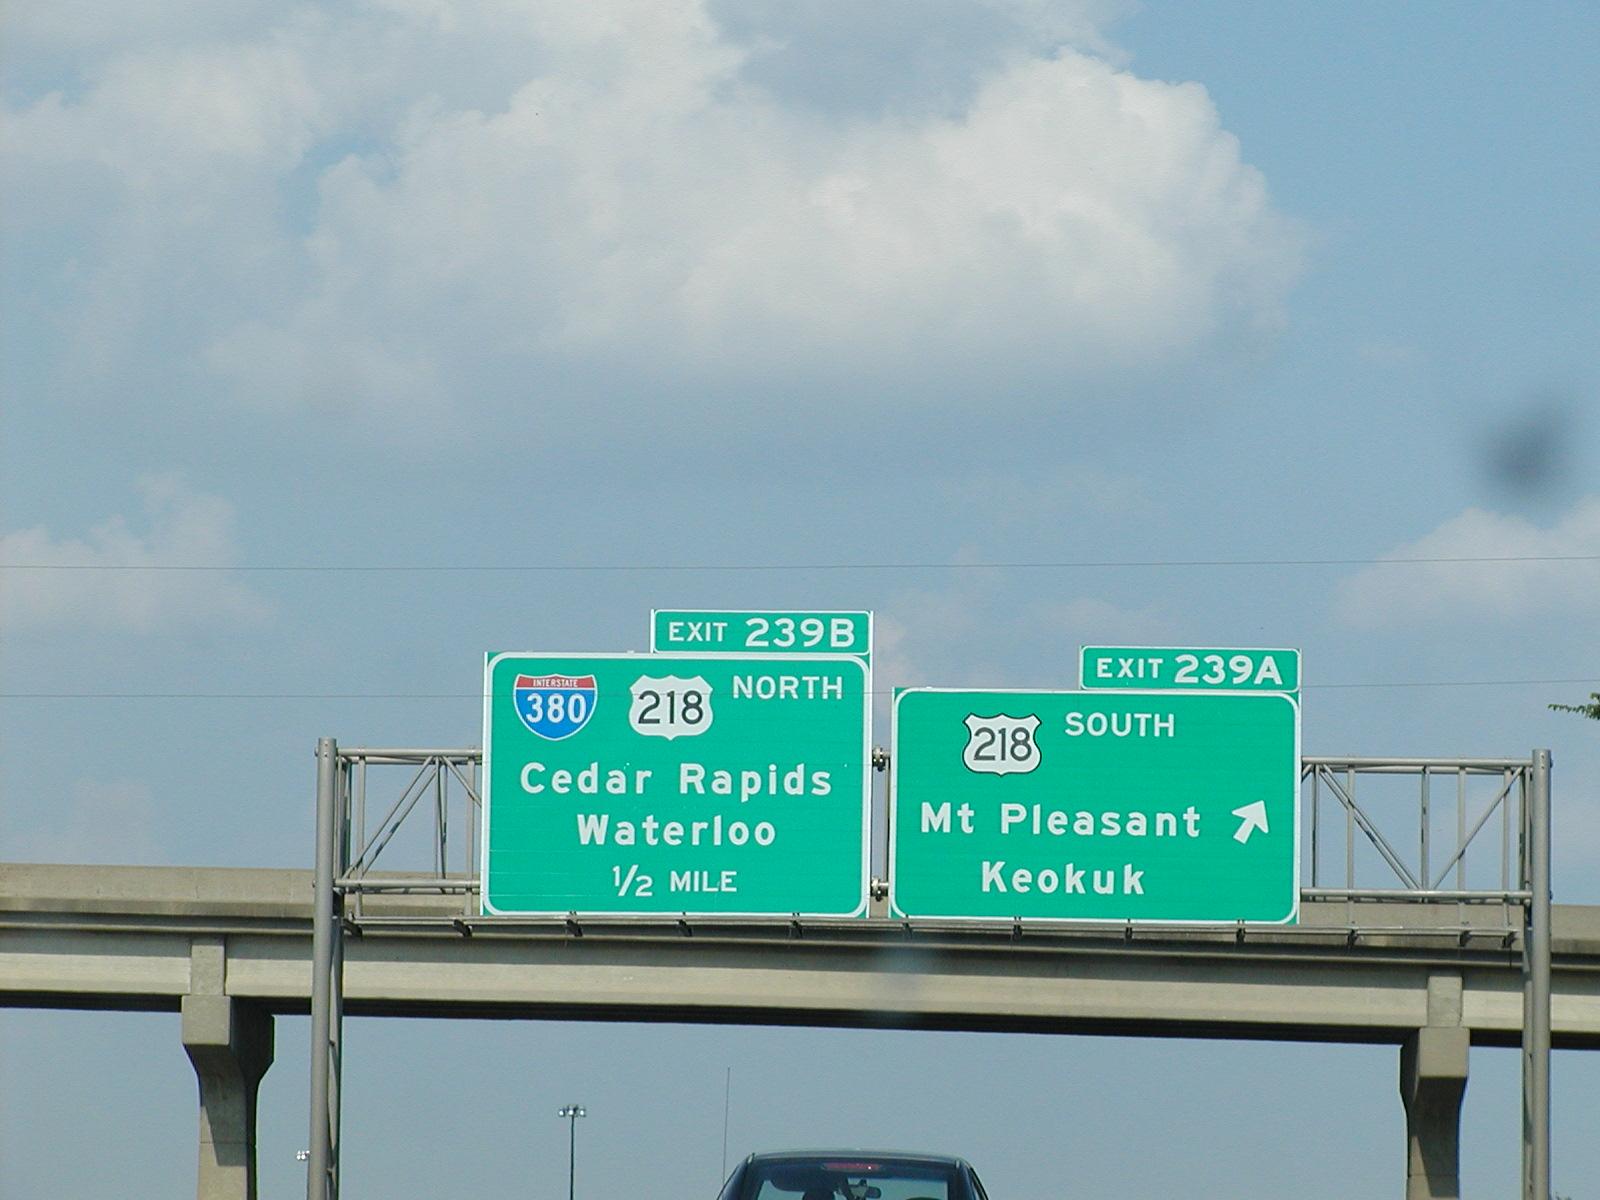 EXIT 239B
INTERSTATE
380
218
NORTH
Cedar Rapids
Waterloo
1/2 MILE
EXIT 239A
218
SOUTH
Mt Pleasant
Keokuk